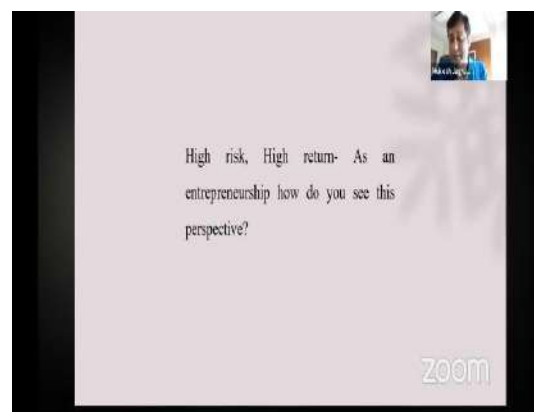 High risk, High return- As an
entrepreneurship how do you see this
perspective?
zoom